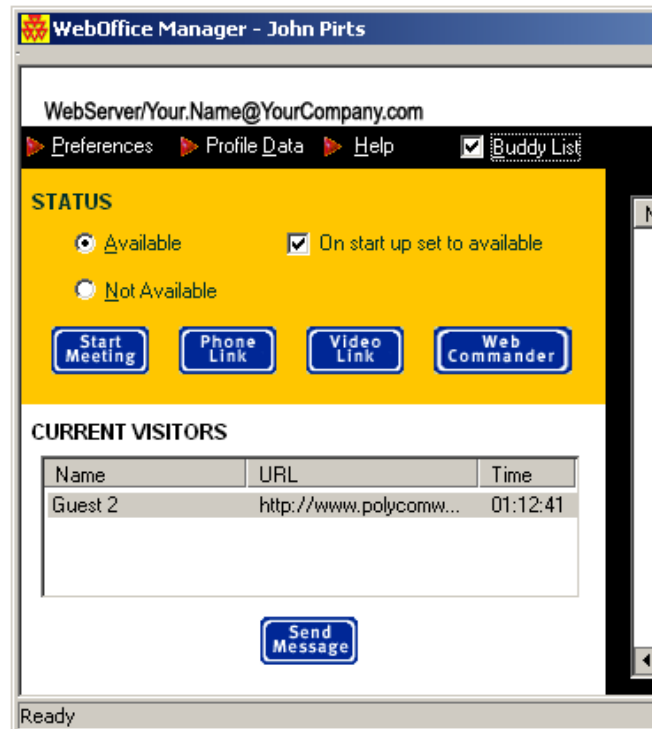 WebOffice Manager - John Pirts
WebServer/Your.Name@YourCompany.com
Preferences Profile Data Help Buddy List
STATUS
Available On start up set to available
Not Available
Start Meeting Phone Link Video Link Web Commander
CURRENT VISITORS
Name URL Time
Guest 2 http://www.polycomw... 01:12:41
Send
Message
Ready